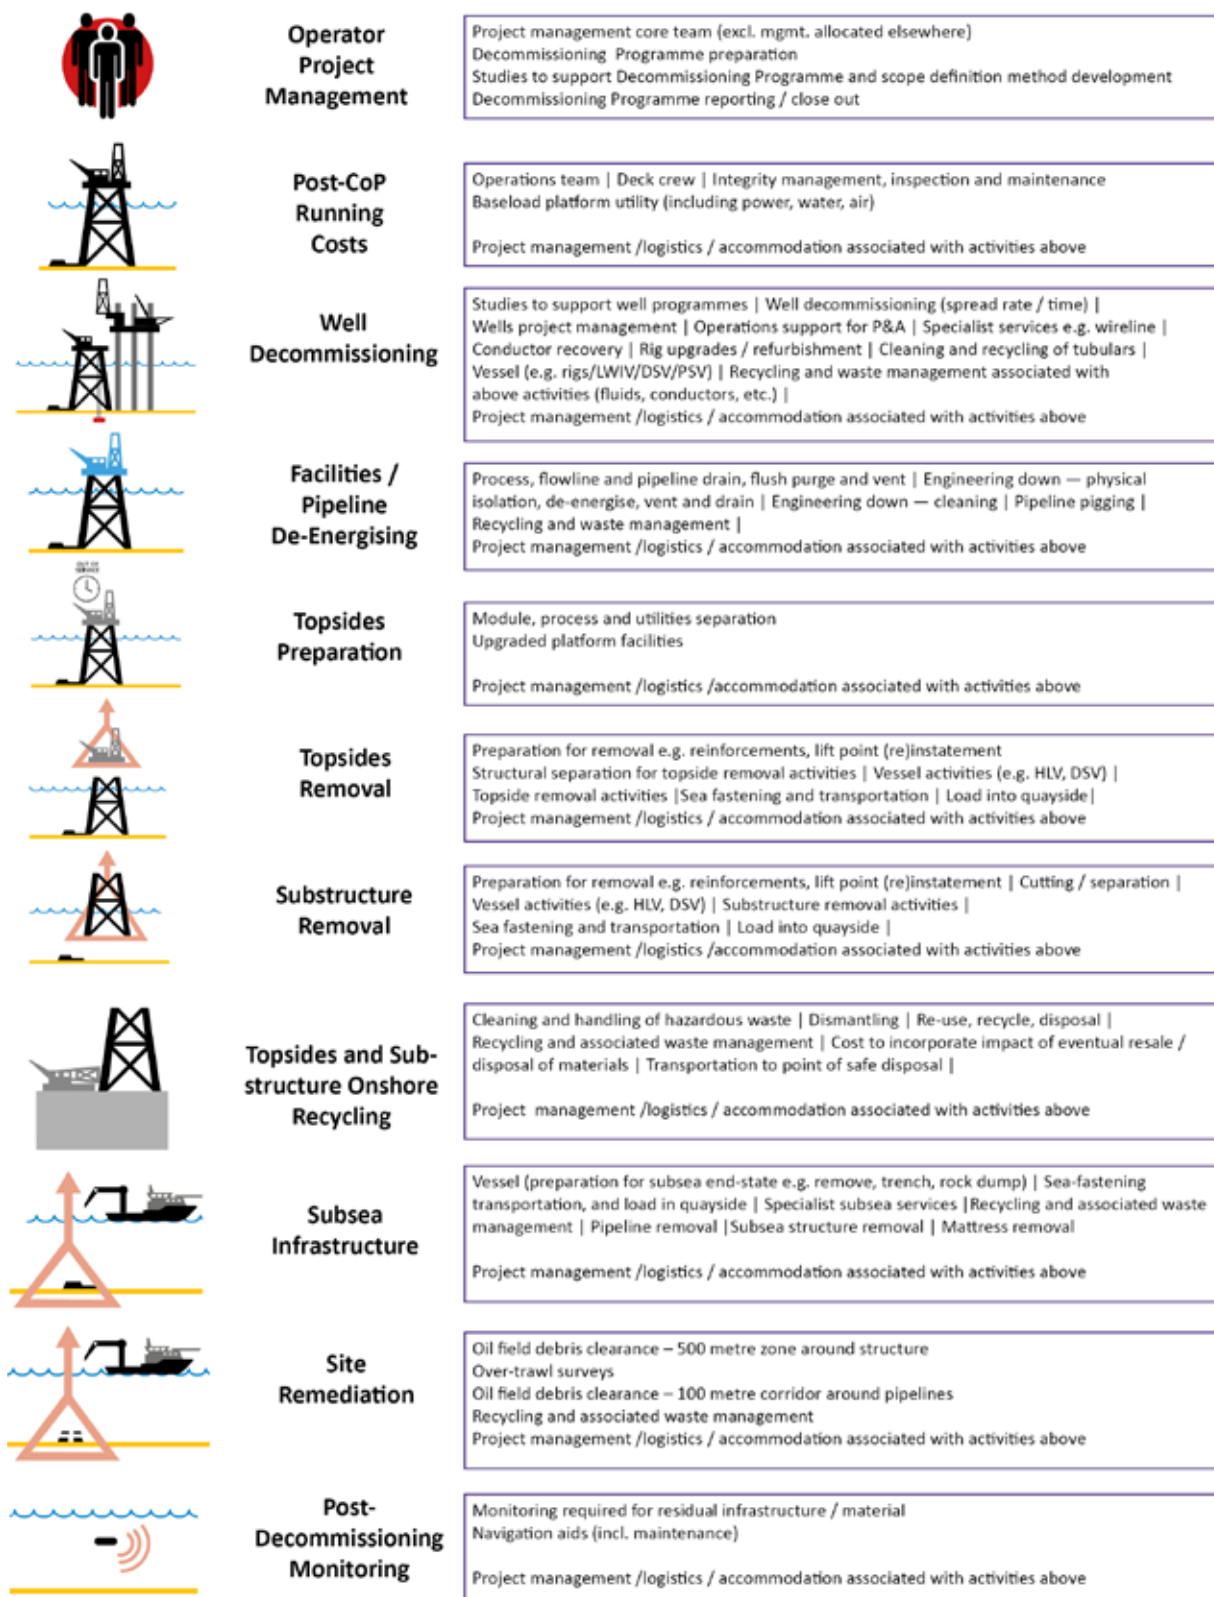 Operator
Project
Management
Project management core team (excl. mgmt. allocated elsewhere)
Decommissioning Programme preparation
Studies to support Decommissioning Programme and scope definition method development
Decommissioning Programme reporting / close out
Post-CoP
Running
Costs
Operations team | Deck crew | Integrity management, inspection and maintenance
Baseload platform utility (including power, water, air)
Project management /logistics / accommodation associated with activities above
Well
Decommissioning
Studies to support well programmes | Well decommissioning (spread rate / time) |
Wells project management | Operations support for P&A | Specialist services e.g. wireline |
Conductor recovery | Rig upgrades / refurbishment | Cleaning and recycling of tubulars |
Vessel (e.g. rigs/LWIV/DSV/PSV) | Recycling and waste management associated with
above activities (fluids, conductors, etc.) |
Project management /logistics / accommodation associated with activities above
Facilities /
Pipeline
De-Energising
Process, flowline and pipeline drain, flush purge and vent | Engineering down — physical
isolation, de-energise, vent and drain | Engineering down — cleaning | Pipeline pigging |
Recycling and waste management |
Project management /logistics / accommodation associated with activities above
OUT OF
SERVICE
Topsides
Preparation
Module, process and utilities separation
Upgraded platform facilities
Project management /logistics /accommodation associated with activities above
Topsides
Removal
Preparation for removal e.g. reinforcements, lift point (re)instatement
Structural separation for topside removal activities | Vessel activities (e.g. HLV, DSV) |
Topside removal activities |Sea fastening and transportation | Load into quayside|
Project management /logistics / accommodation associated with activities above
Substructure
Removal
Preparation for removal e.g. reinforcements, lift point (re)instatement | Cutting / separation |
Vessel activities (e.g. HLV, DSV) | Substructure removal activities |
Sea fastening and transportation | Load into quayside |
Project management /logistics /accommodation associated with activities above
Topsides and Sub-
structure Onshore
Recycling
Cleaning and handling of hazardous waste | Dismantling | Re-use, recycle, disposal |
Recycling and associated waste management | Cost to incorporate impact of eventual resale /
disposal of materials | Transportation to point of safe disposal |
Project management /logistics / accommodation associated with activities above
Subsea
Infrastructure
Vessel (preparation for subsea end-state e.g. remove, trench, rock dump) | Sea-fastening
transportation, and load in quayside | Specialist subsea services |Recycling and associated waste
management | Pipeline removal |Subsea structure removal | Mattress removal
Project management /logistics / accommodation associated with activities above
Site
Remediation
Oil field debris clearance – 500 metre zone around structure
Over-trawl surveys
Oil field debris clearance – 100 metre corridor around pipelines
Recycling and associated waste management
Project management /logistics / accommodation associated with activities above
Post-
Decommissioning
Monitoring
Monitoring required for residual infrastructure / material
Navigation aids (incl. maintenance)
Project management /logistics / accommodation associated with activities above